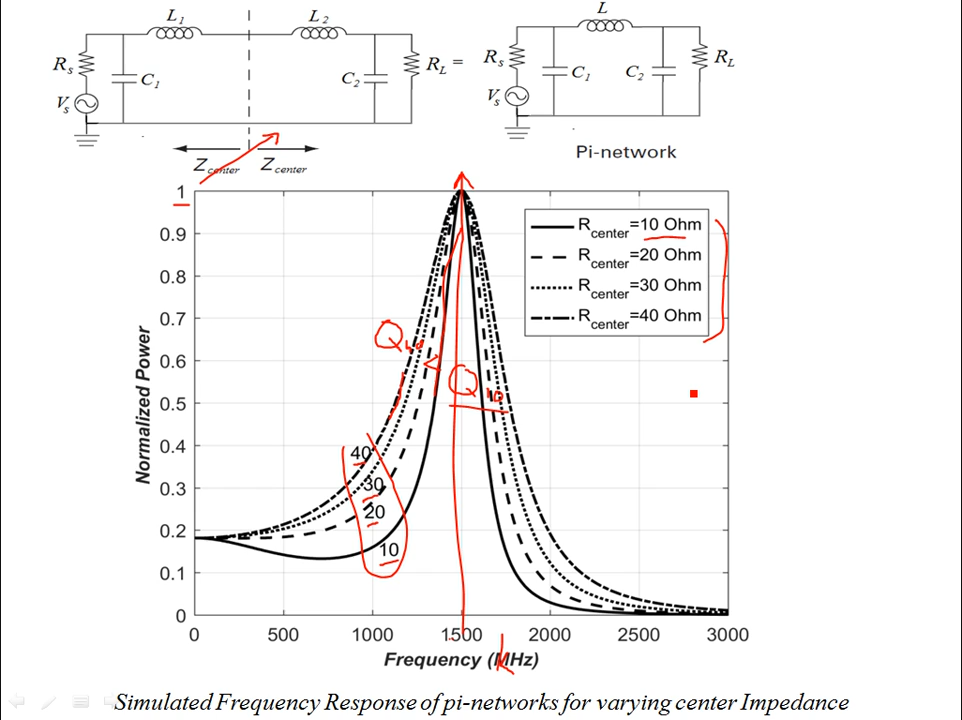 L1 L2 L
Rs C1 C2 RL = Rs C1 C2 RL
Vs Vs
Zcenter Zcenter
Pi-network
1
0.9
0.8
0.7
0.6
0.5
0.4
0.3
0.2
0.1
0
Normalized Power
Rcenter=10 Ohm
Rcenter=20 Ohm
Rcenter=30 Ohm
Rcenter=40 Ohm
Q40 < Q10
40
30
20
10
0 500 1000 1500 2000 2500 3000
Frequency (MHz)
k
Simulated Frequency Response of pi-networks for varying center Impedance